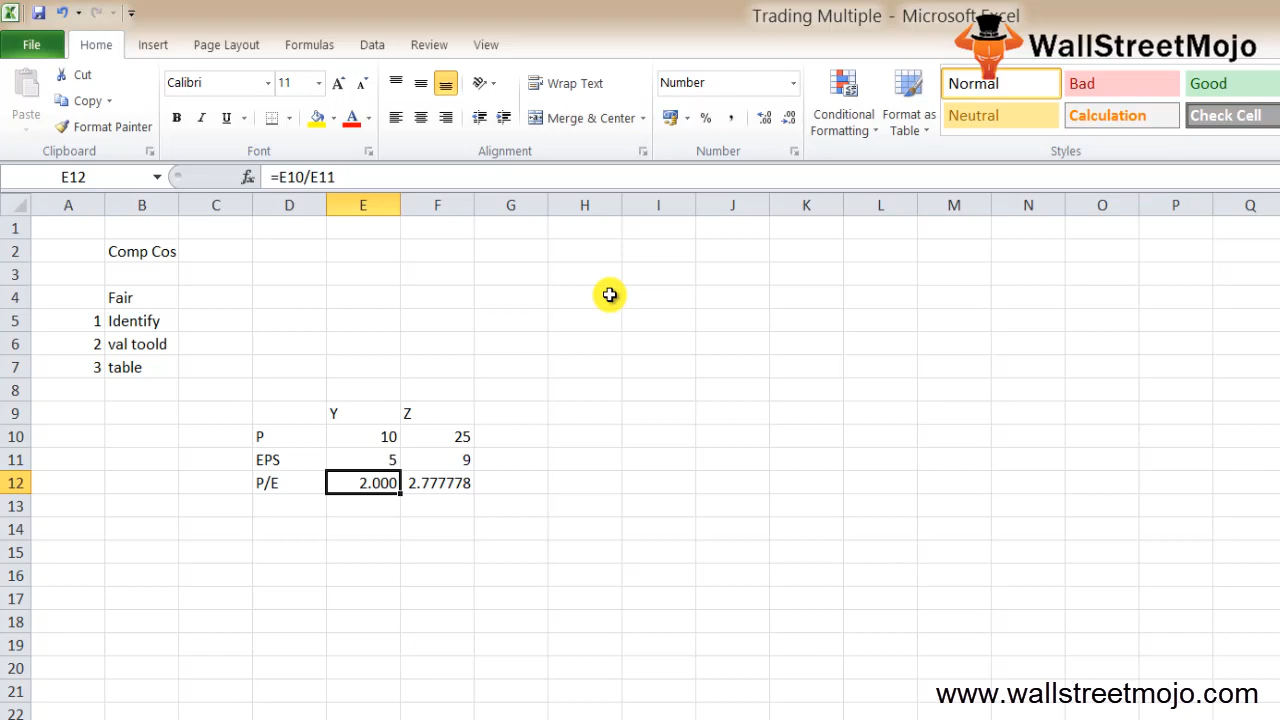 Trading Multiple - Microsoft Excel
WallStreetMojo
File Home Insert Page Layout Formulas Data Review View
Paste
Cut
Copy
Format Painter
Clipboard
Calibri 11
B I U A
Font
Wrap Text
Merge & Center
Alignment
Number
% ,
Number
Conditional
Formatting
Format as
Table
Normal Bad Good
Neutral Calculation Check Cell
Styles
E12 fx =E10/E11
A B C D E F G H I J K L M N O P Q
1
2 Comp Cos
3
4 Fair
5 1 Identify
6 2 val toold
7 3 table
8
9 Y Z
10 P 10 25
11 EPS 5 9
12 P/E 2.000 2.777778
13
14
15
16
17
18
19
20
21
22
www.wallstreetmojo.com